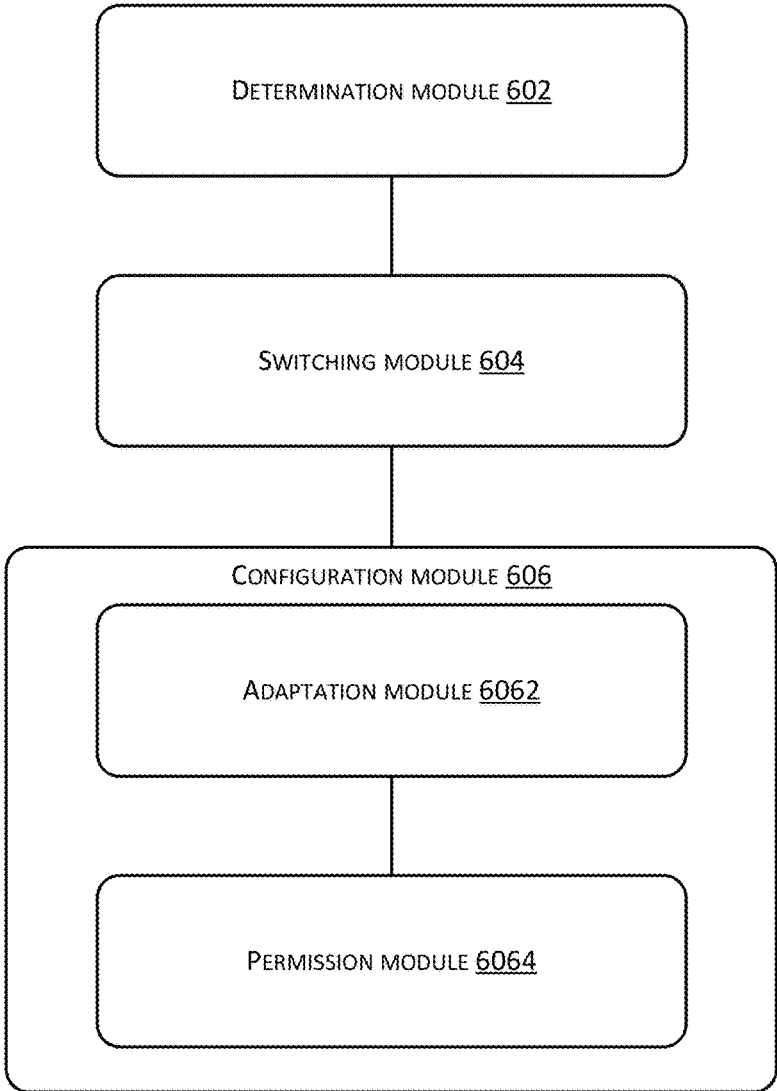 DETERMINATION MODULE 602
SWITCHING MODULE 604
CONFIGURATION MODULE 606
ADAPTATION MODULE 6062
PERMISSION MODULE 6064